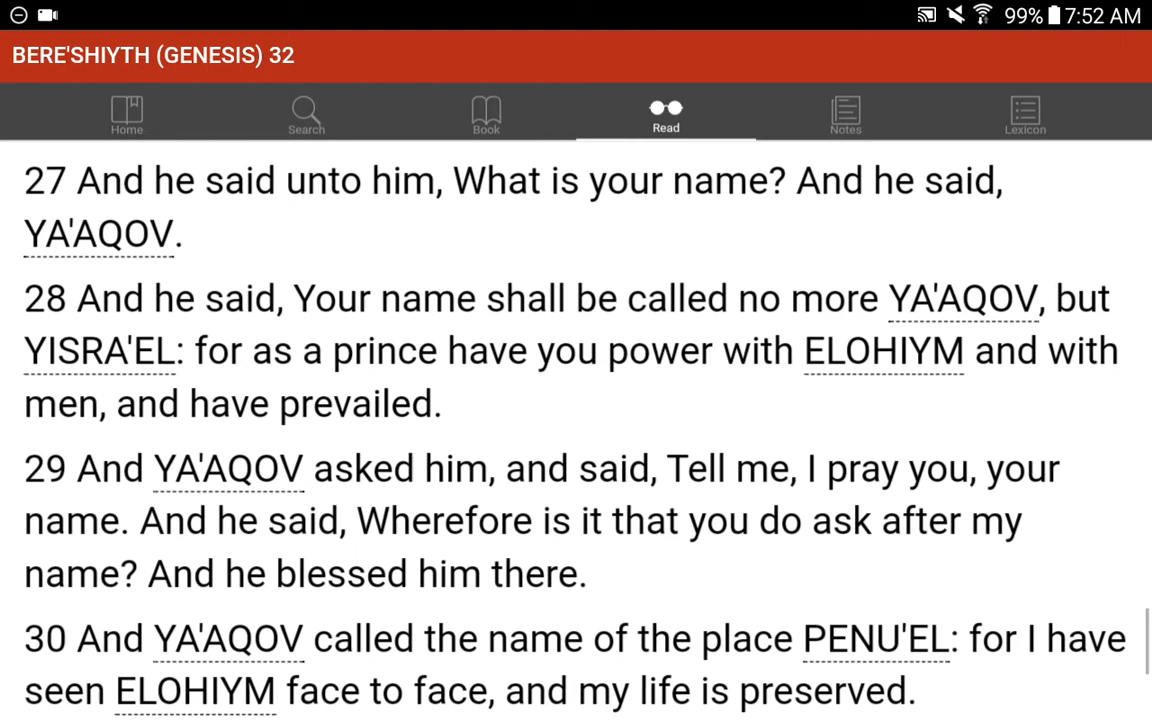 99% 7:52 AM
BERE'SHIYTH (GENESIS) 32
Home Search Book Read Notes Lexicon
27 And he said unto him, What is your name? And he said,
YA'AQOV.
28 And he said, Your name shall be called no more YA'AQOV, but
YISRA'EL: for as a prince have you power with ELOHIYM and with
men, and have prevailed.
29 And YA'AQOV asked him, and said, Tell me, I pray you, your
name. And he said, Wherefore is it that you do ask after my
name? And he blessed him there.
30 And YA'AQOV called the name of the place PENU'EL: for I have
seen ELOHIYM face to face, and my life is preserved.